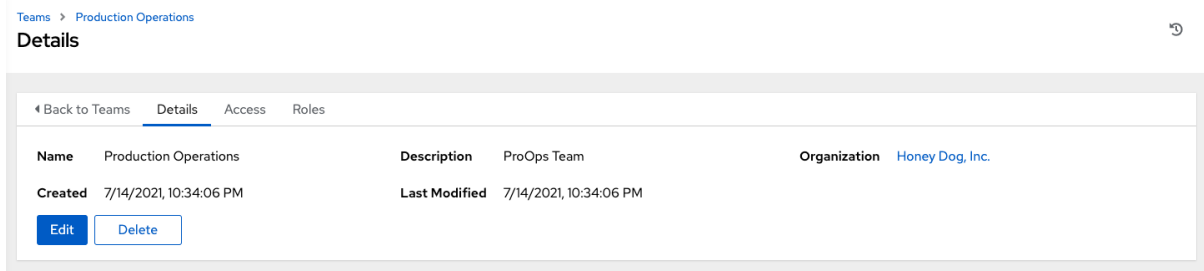 Teams > Production Operations
Details
Back to Teams Details Access Roles
Name Production Operations Description ProOps Team Organization Honey Dog, Inc.
Created 7/14/2021, 10:34:06 PM Last Modified 7/14/2021, 10:34:06 PM
Edit Delete